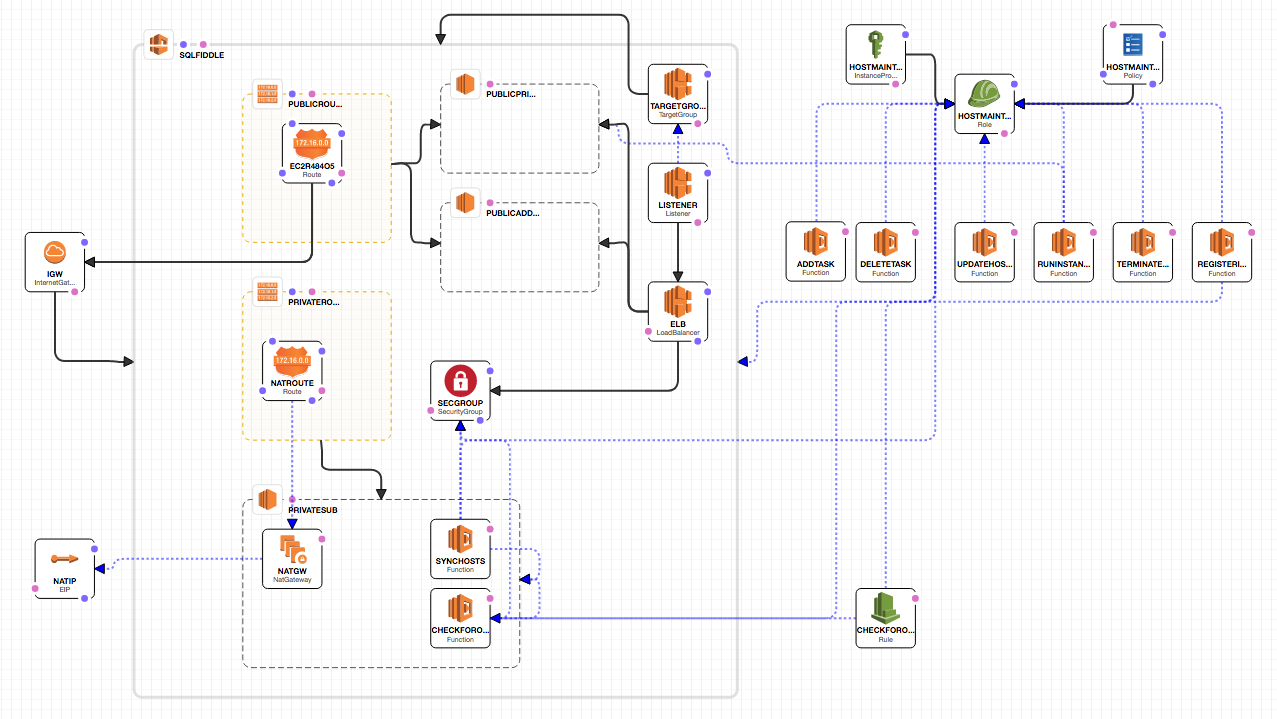 SQLFIDDLE
PUBLICROU...
172.16.0.0
EC2R484O5
Route
PUBLICPRI...
PUBLICADD...
TARGETGRO...
TargetGroup
LISTENER
Listener
ELB
LoadBalancer
HOSTMAINT...
InstancePro...
HOSTMAINT...
Policy
HOSTMAINT...
Role
ADDTASK
Function
DELETETASK
Function
UPDATEHOS...
Function
RUNINSTAN...
Function
TERMINATE...
Function
REGISTERI...
Function
IGW
InternetGat...
PRIVATERO...
172.16.0.0
NATROUTE
Route
SECGROUP
SecurityGroup
PRIVATESUB
NATGW
NatGateway
SYNCHOSTS
Function
CHECKFORO...
Function
NATIP
EIP
CHECKFORO...
Rule